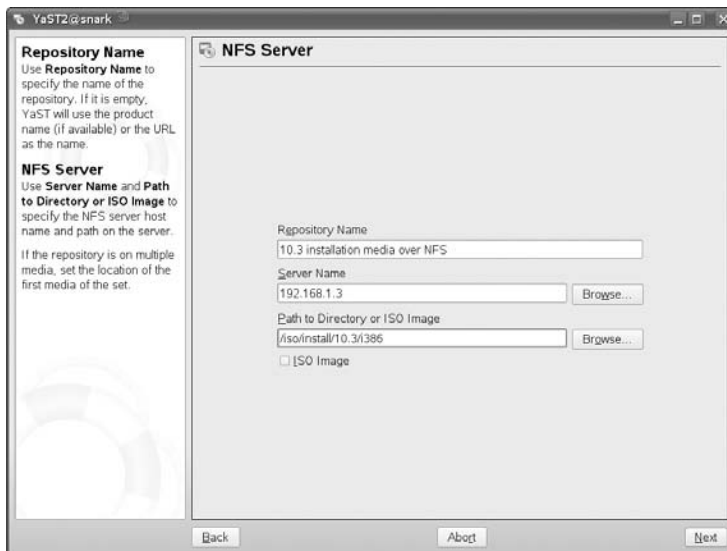 YaST2@snark
Repository Name
Use Repository Name to
specify the name of the
repository. If it is empty,
YaST will use the product
name (if available) or the URL
as the name.
NFS Server
Use Server Name and Path
to Directory or ISO Image to
specify the NFS server host
name and path on the server.
If the repository is on multiple
media, set the location of the
first media of the set.
NFS Server
Repository Name
10.3 installation media over NFS
Server Name
192.168.1.3
Browse...
Path to Directory or ISO Image
/iso/install/10.3/i386
Browse...
ISO Image
Back
Abort
Next